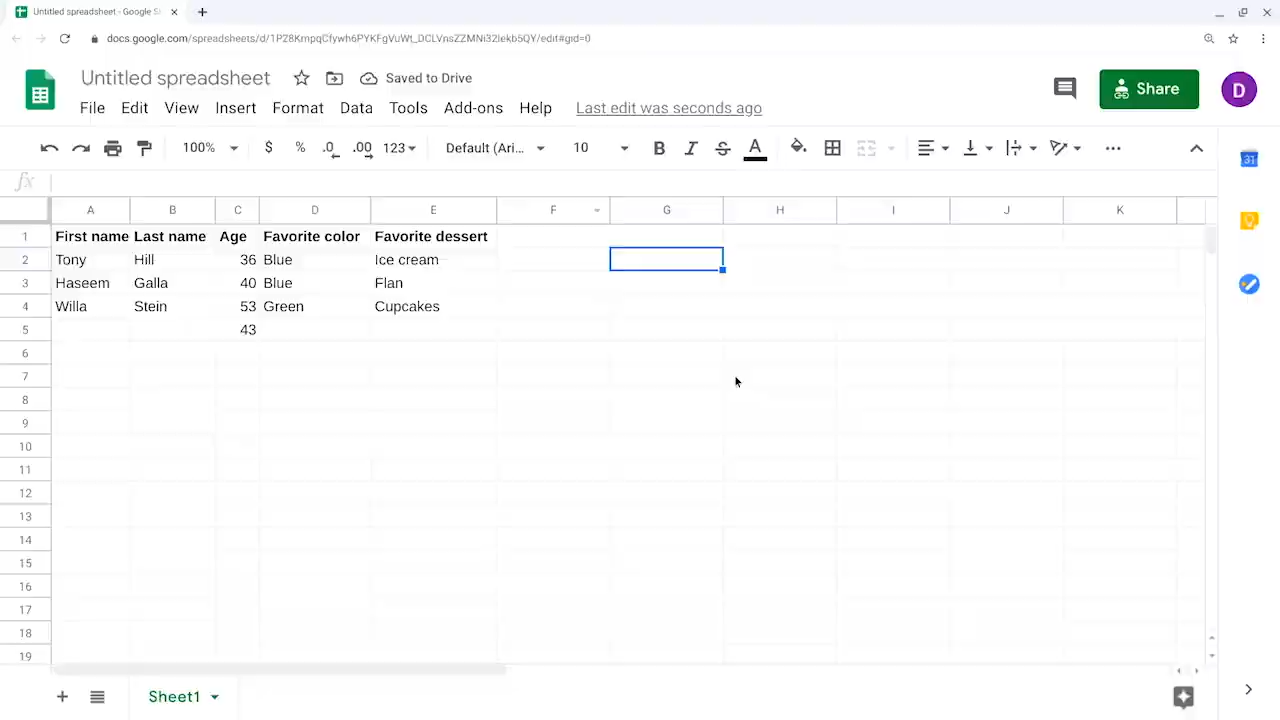 Untitled spreadsheet - Google S
docs.google.com/spreadsheets/d/1PZ8KmpqCfywh6PYKFgVuWt_DCLVnsZZMNi32lekb5QY/edit#gid=0
Untitled spreadsheet Saved to Drive
File Edit View Insert Format Data Tools Add-ons Help Last edit was seconds ago
Share
D
100% $ % .0 .00 123 Default (Ari... 10 B I S A
31
fx
A B C D E F G H I J K
1 First name Last name Age Favorite color Favorite dessert
2 Tony Hill 36 Blue Ice cream
3 Haseem Galla 40 Blue Flan
4 Willa Stein 53 Green Cupcakes
5 43
6
7
8
9
10
11
12
13
14
15
16
17
18
19
Sheet1